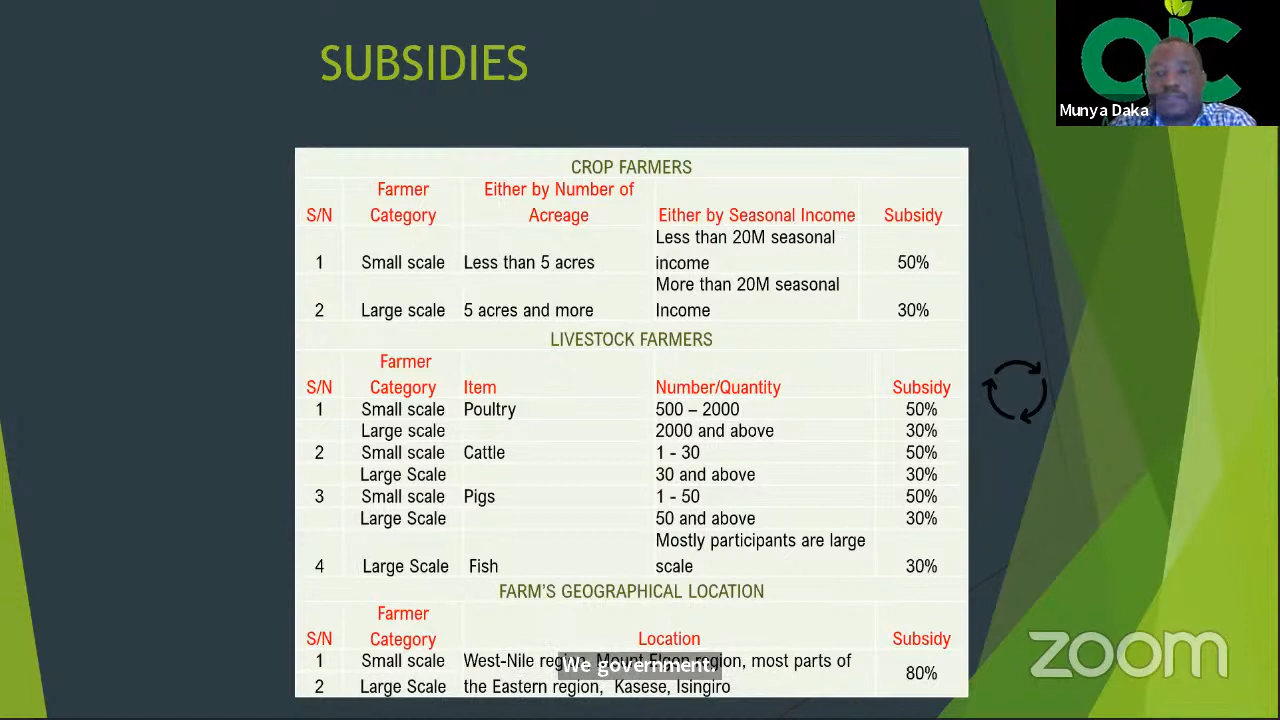 SUBSIDIES
OIC
Munya Daka
CROP FARMERS
S/N Farmer Category Either by Number of Acreage Either by Seasonal Income Subsidy
1 Small scale Less than 5 acres Less than 20M seasonal income 50%
2 Large scale 5 acres and more More than 20M seasonal Income 30%
LIVESTOCK FARMERS
S/N Farmer Category Item Number/Quantity Subsidy
1 Small scale Poultry 500 – 2000 50%
Large scale 2000 and above 30%
2 Small scale Cattle 1 - 30 50%
Large Scale 30 and above 30%
3 Small scale Pigs 1 - 50 50%
Large Scale 50 and above 30%
4 Large Scale Fish Mostly participants are large scale 30%
FARM'S GEOGRAPHICAL LOCATION
S/N Farmer Category Location Subsidy
1 Small scale West-Nile region, Mount Elgon region, most parts of 80%
2 Large Scale the Eastern region, Kasese, Isingiro
We government.
zoom